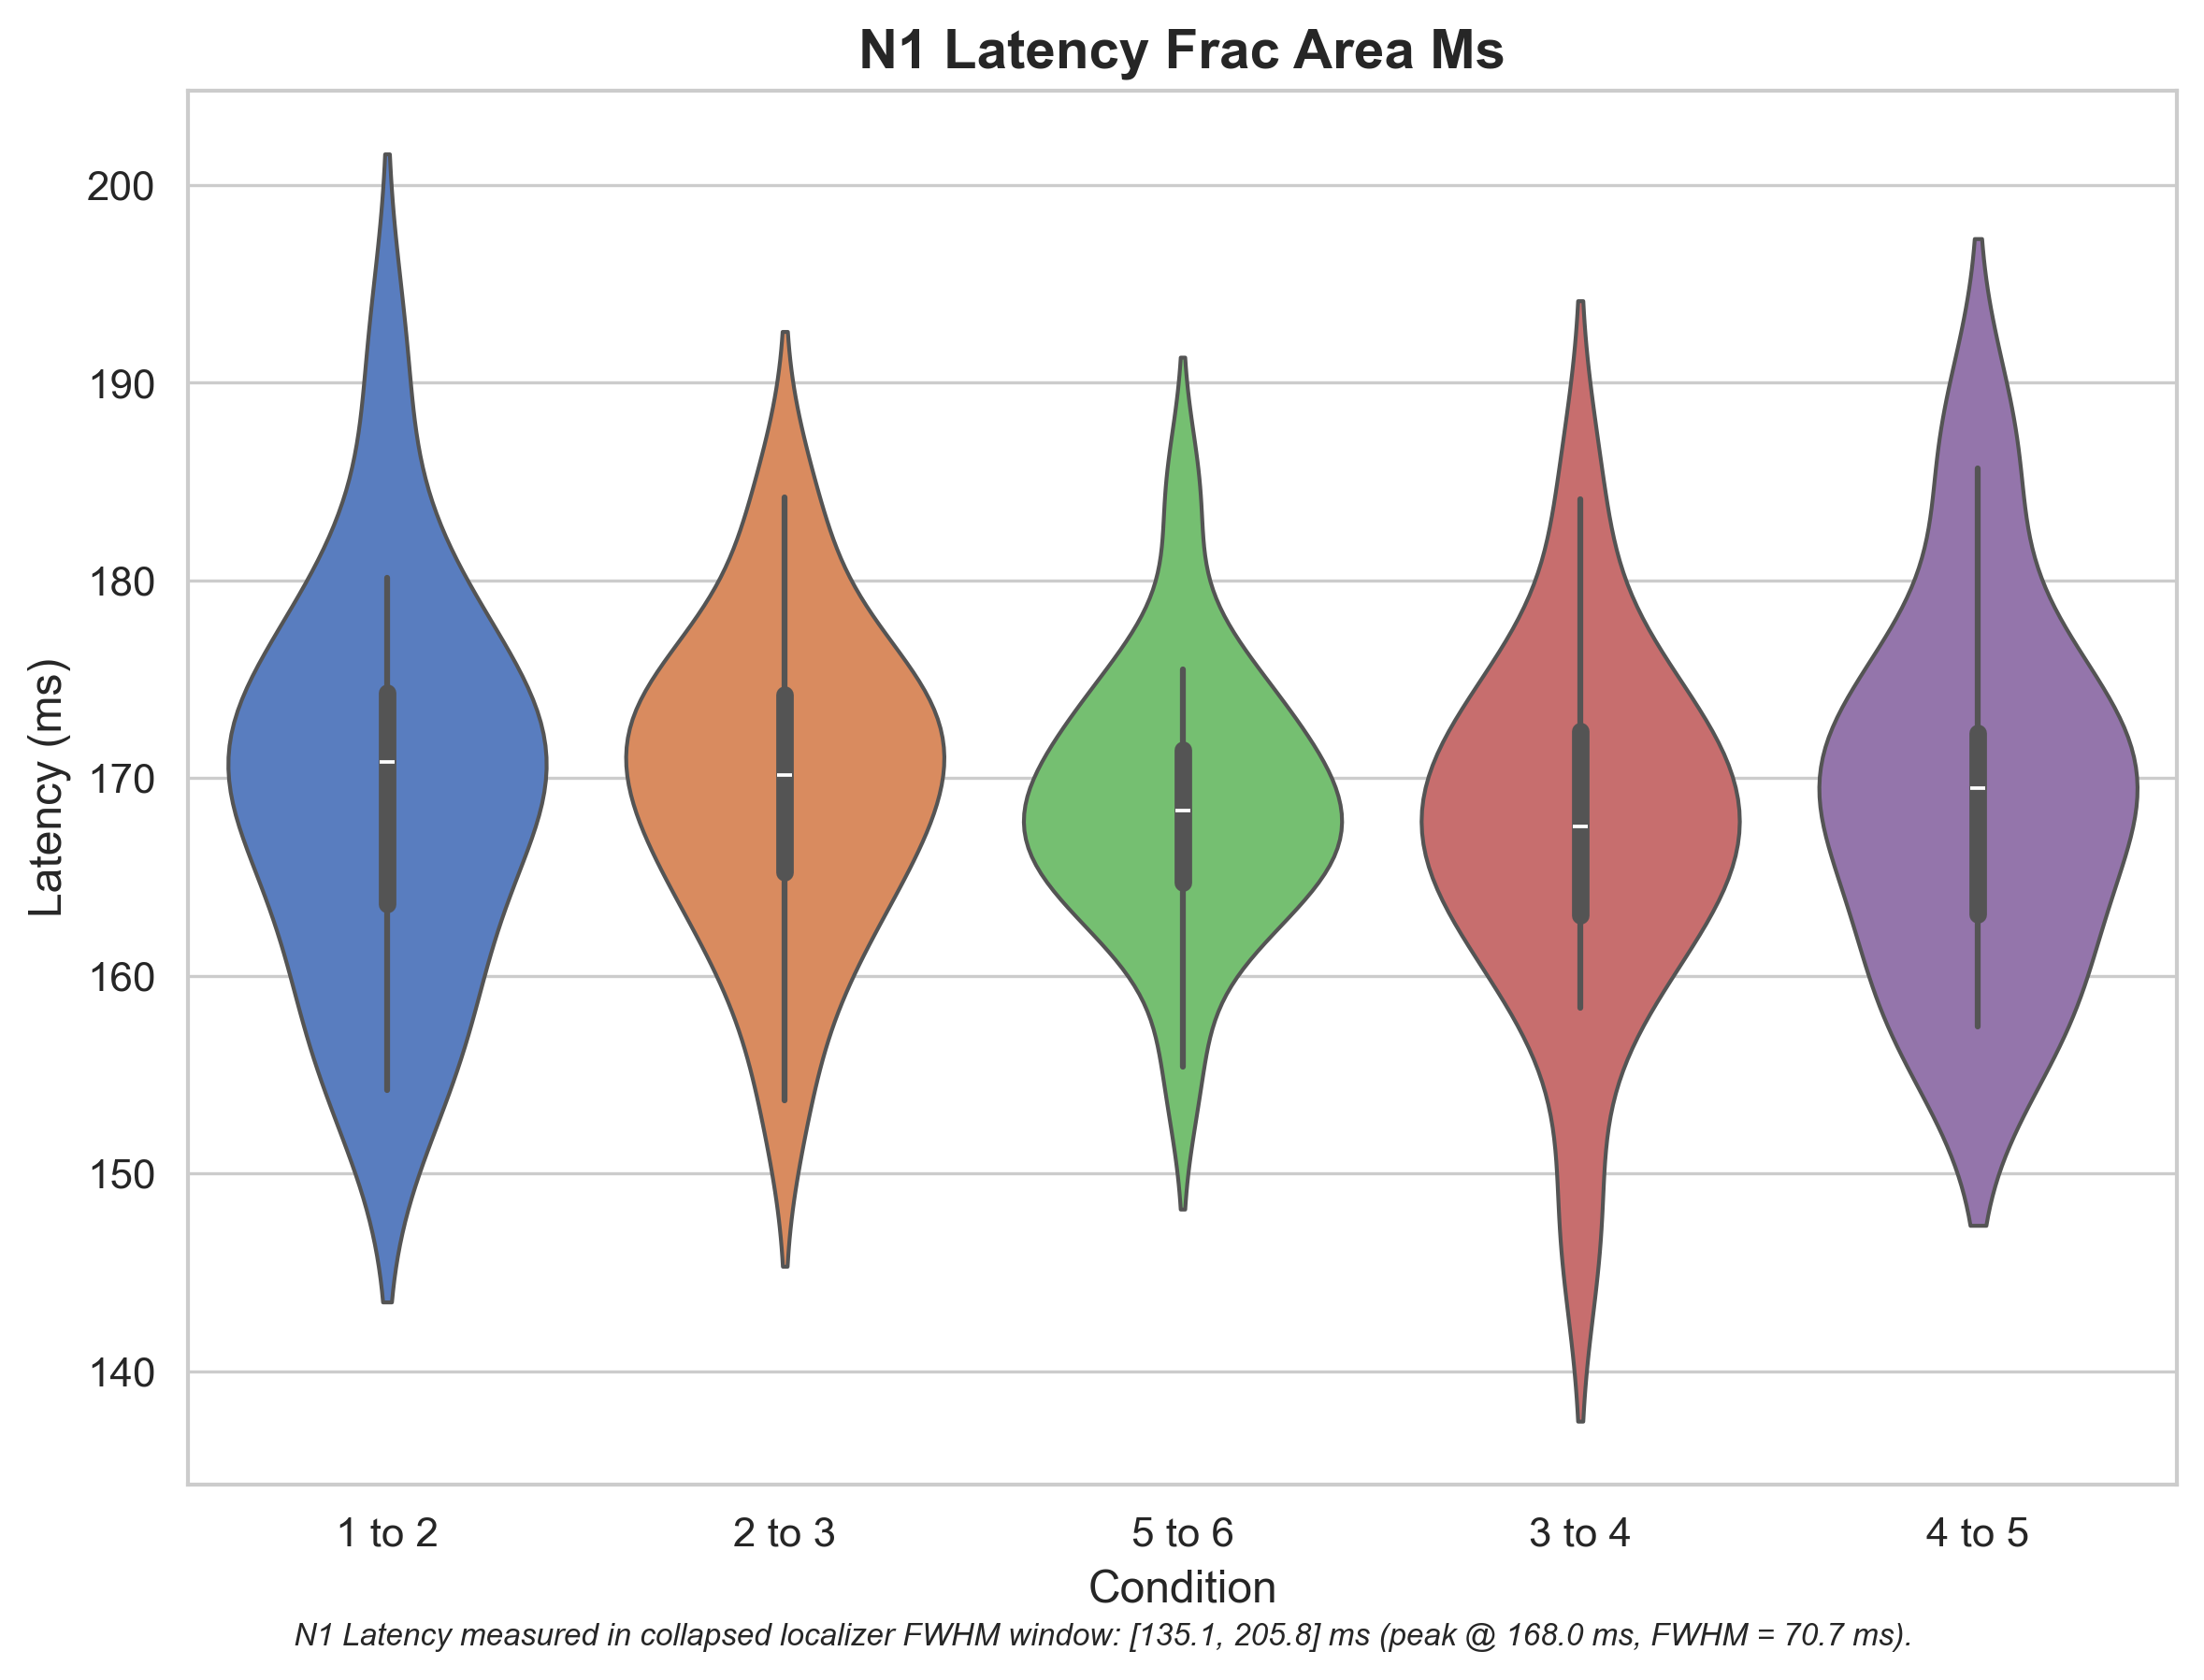 N1 Latency Frac Area Ms
Latency (ms)
200
190
180
170
160
150
140
1 to 2
2 to 3
5 to 6
3 to 4
4 to 5
Condition
N1 Latency measured in collapsed localizer FWHM window: [135.1, 205.8] ms (peak @ 168.0 ms, FWHM = 70.7 ms).